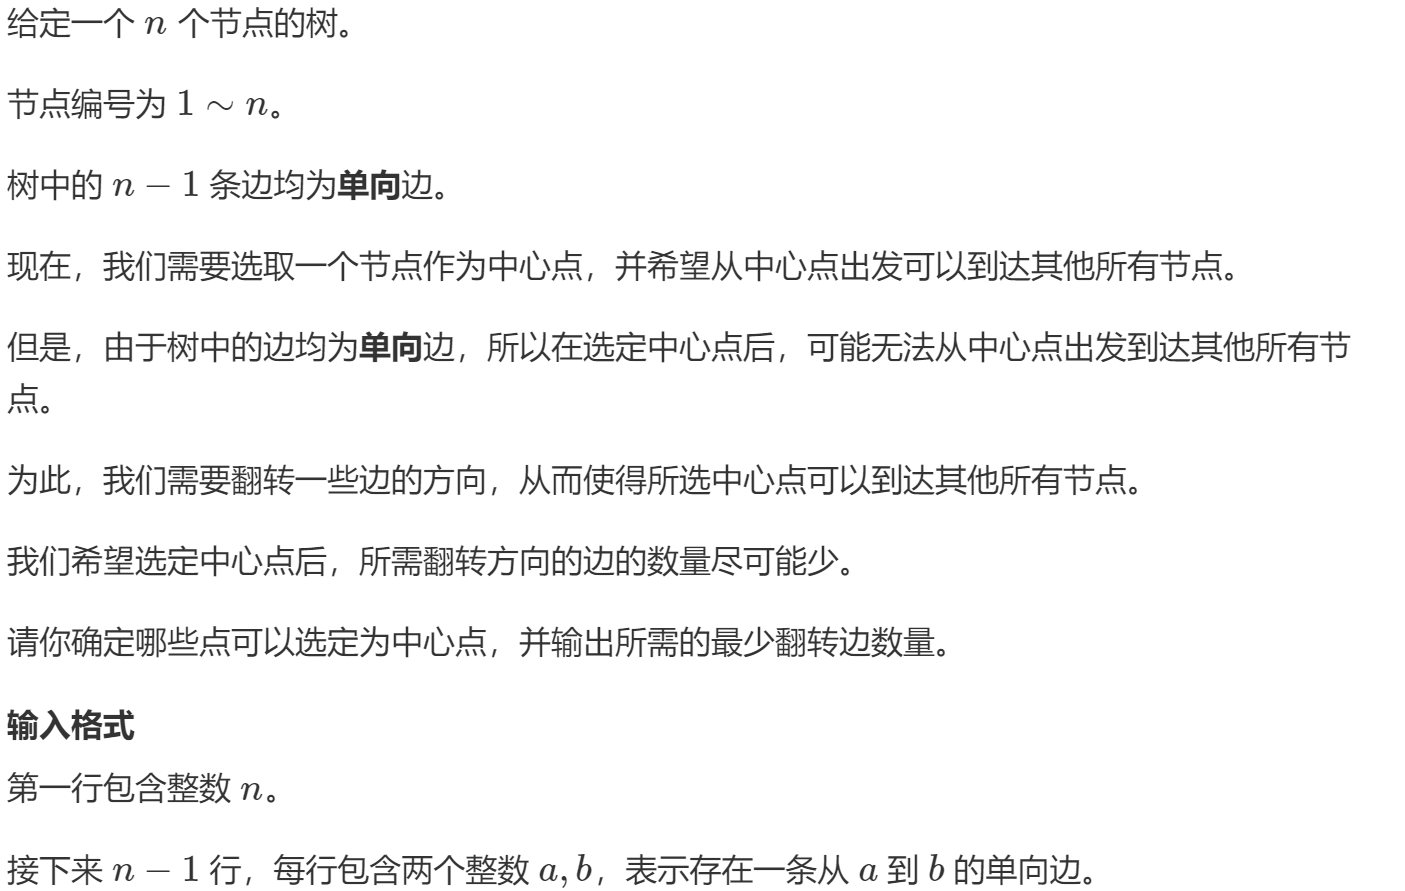 给定一个 n 个节点的树。
节点编号为 1 ∼ n。
树中的 n − 1 条边均为单向边。
现在，我们需要选取一个节点作为中心点，并希望从中心点出发可以到达其他所有节点。
但是，由于树中的边均为单向边，所以在选定中心点后，可能无法从中心点出发到达其他所有节
点。
为此，我们需要翻转一些边的方向，从而使得所选中心点可以到达其他所有节点。
我们希望选定中心点后，所需翻转方向的边的数量尽可能少。
请你确定哪些点可以选定为中心点，并输出所需的最少翻转边数量。
输入格式
第一行包含整数 n。
接下来 n − 1 行，每行包含两个整数 a, b，表示存在一条从 a 到 b 的单向边。